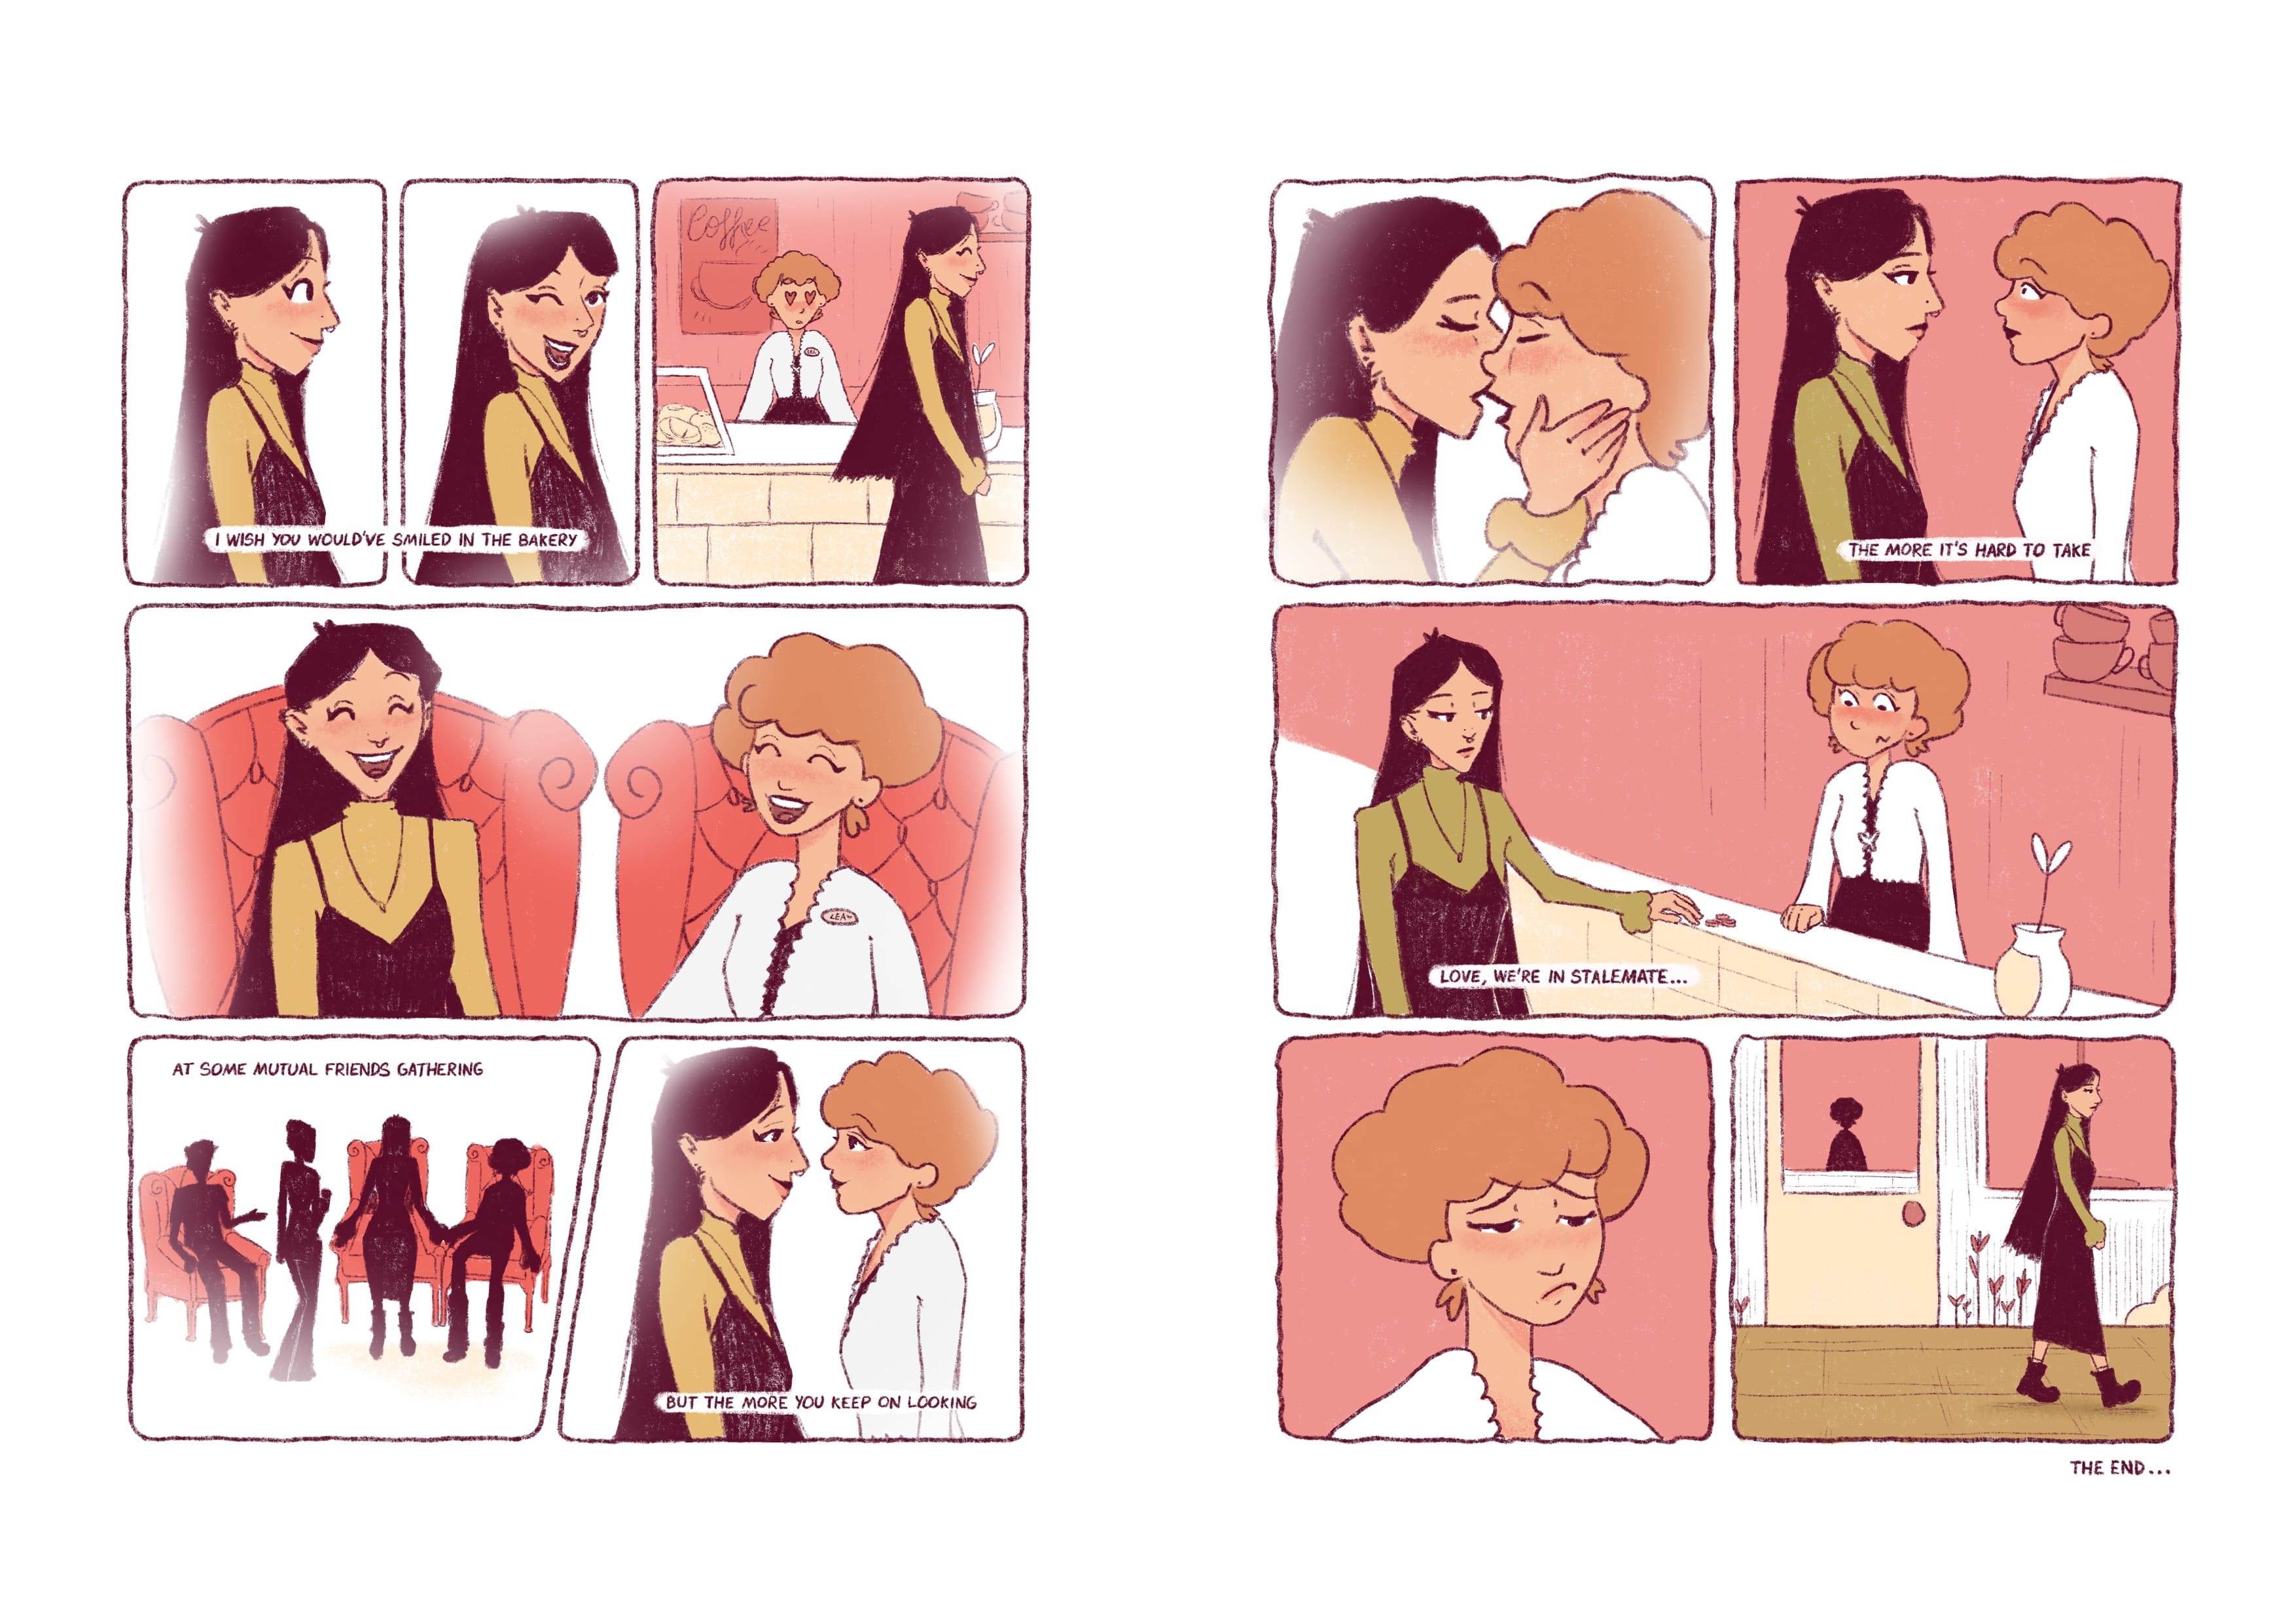 Coffee
I WISH YOU WOULD'VE SMILED IN THE BAKERY
LEA
AT SOME MUTUAL FRIENDS GATHERING
BUT THE MORE YOU KEEP ON LOOKING
THE MORE IT'S HARD TO TAKE
LOVE, WE'RE IN STALEMATE...
THE END...